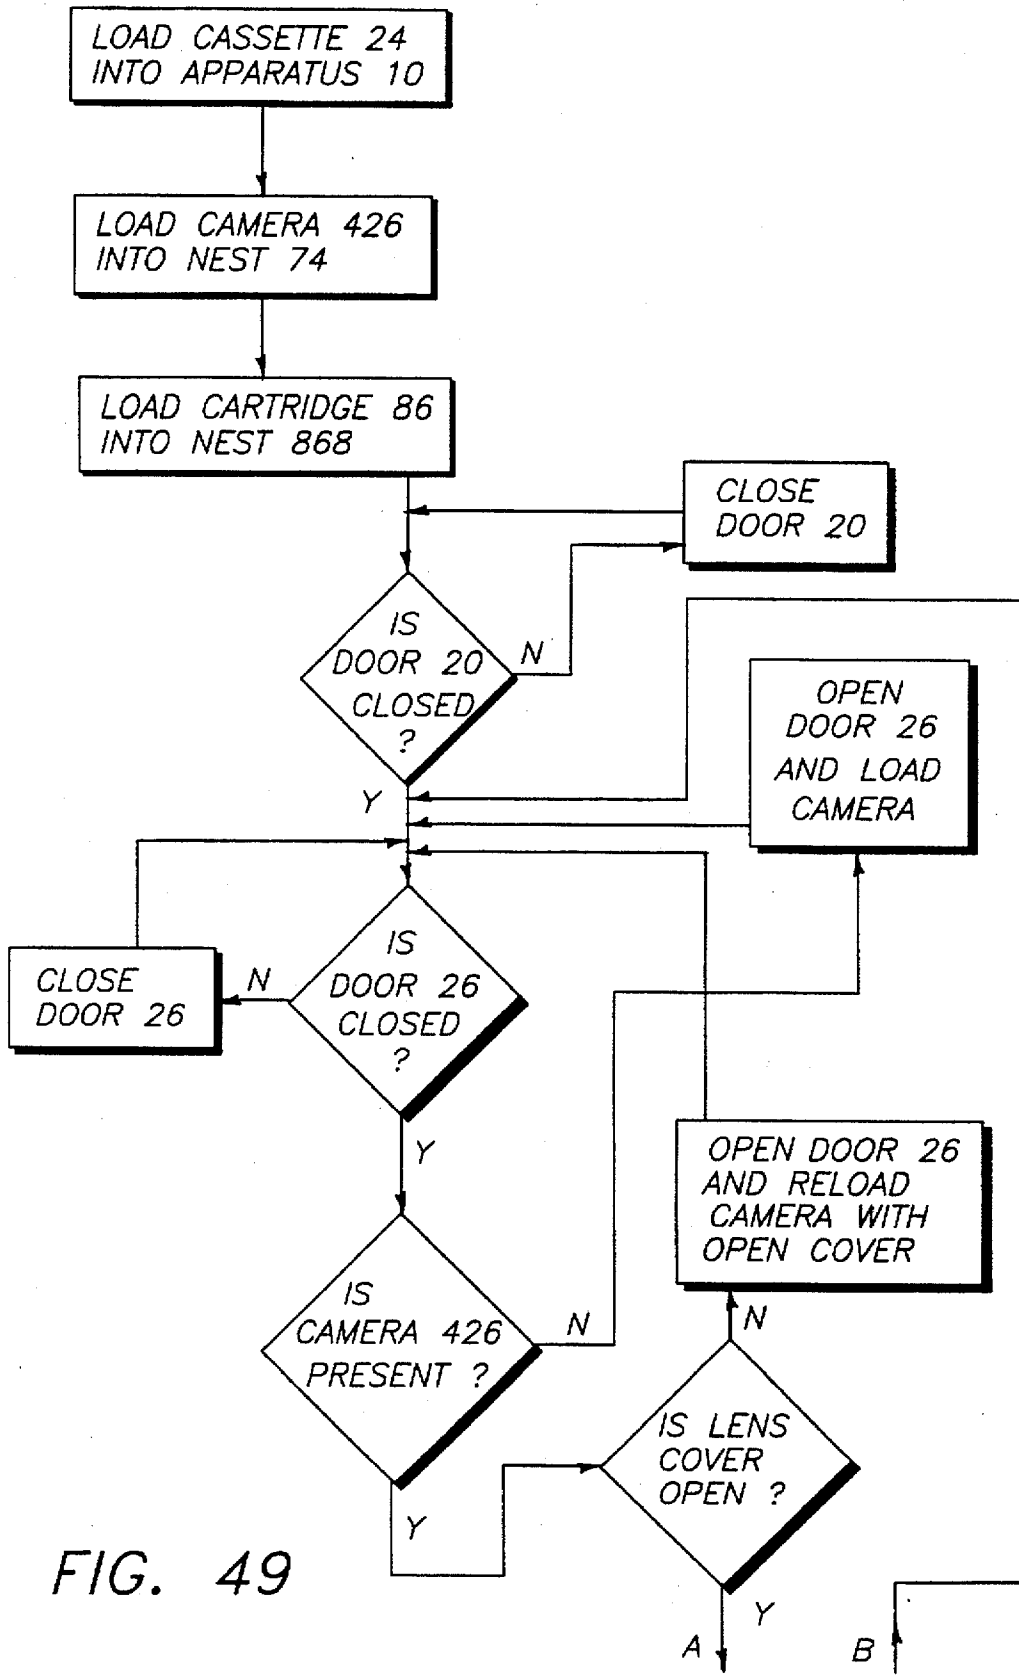 LOAD CASSETTE 24
INTO APPARATUS 10
LOAD CAMERA 426
INTO NEST 74
LOAD CARTRIDGE 86
INTO NEST 868
CLOSE
DOOR 20
IS
DOOR 20
CLOSED
?
N
Y
OPEN
DOOR 26
AND LOAD
CAMERA
IS
DOOR 26
CLOSED
?
N
CLOSE
DOOR 26
Y
OPEN DOOR 26
AND RELOAD
CAMERA WITH
OPEN COVER
IS
CAMERA 426
PRESENT ?
N
Y
N
IS LENS
COVER
OPEN ?
Y
A
B
FIG. 49